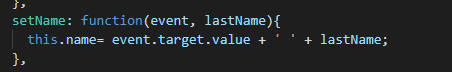 },
setName: function(event, lastName){
this.name= event.target.value + ' ' + lastName;
},